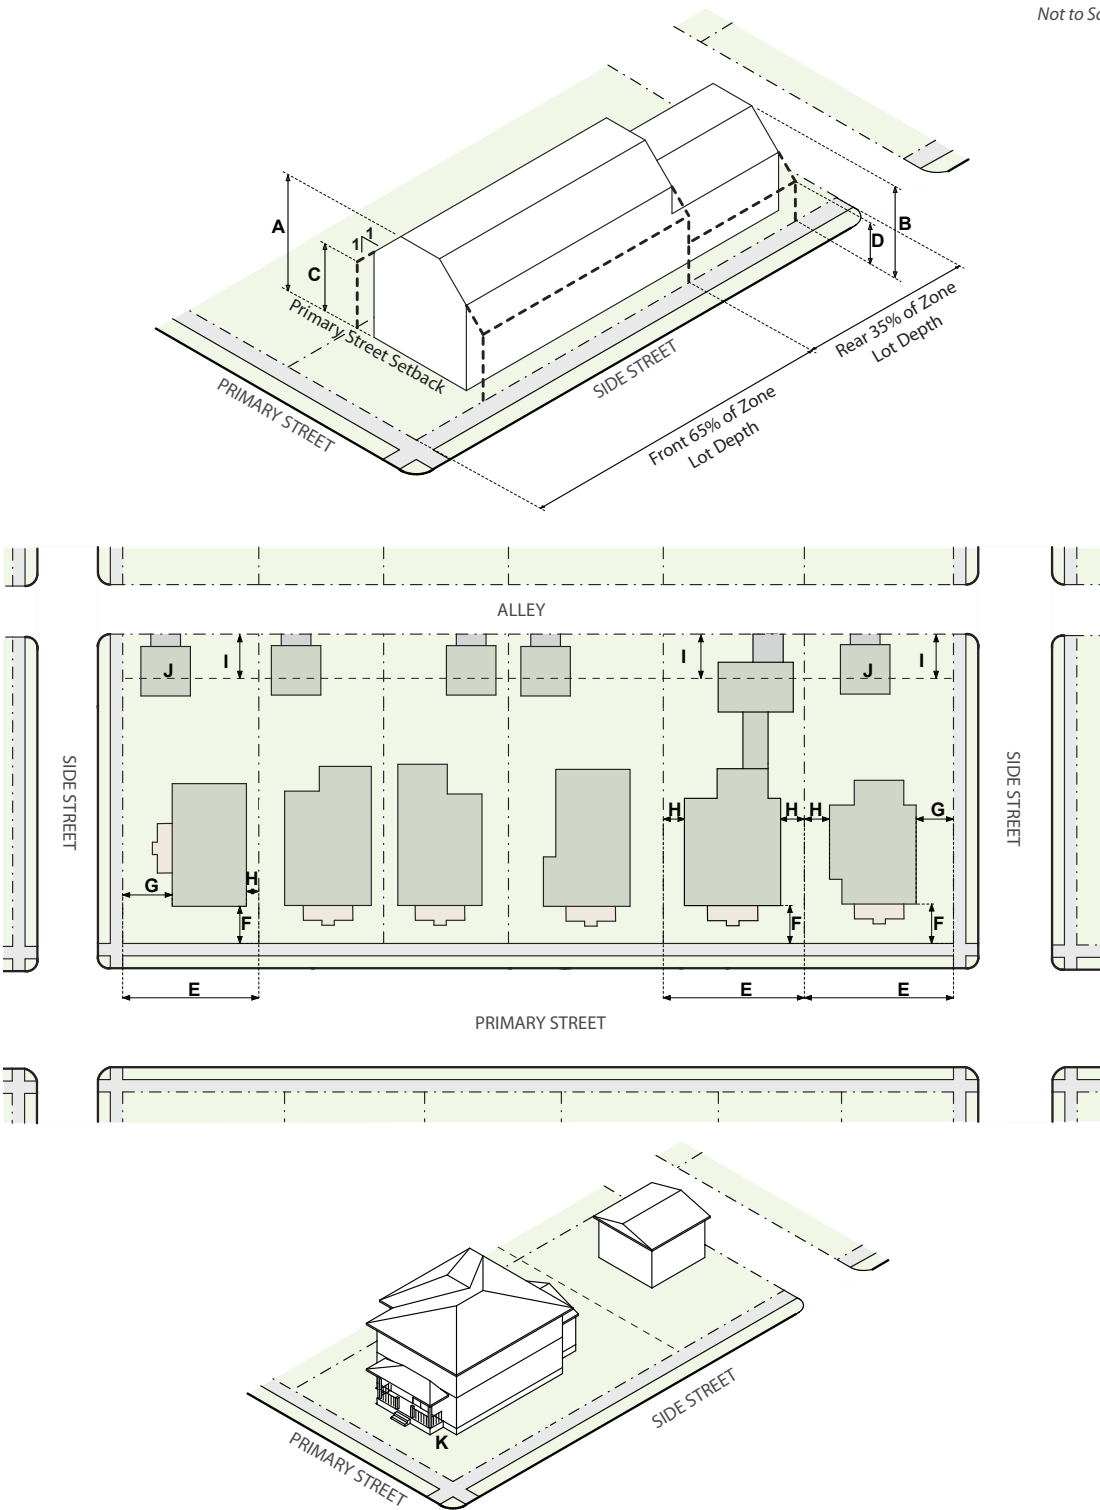 Not to Sc
A
B
1
1
D
C
Primary Street Setback
Rear 35% of Zone
Lot Depth
SIDE STREET
PRIMARY STREET
Front 65% of Zone
Lot Depth
ALLEY
J I I J I
SIDE STREET
SIDE STREET
H H H G
G H
F F F
E E E
PRIMARY STREET
K
SIDE STREET
PRIMARY STREET